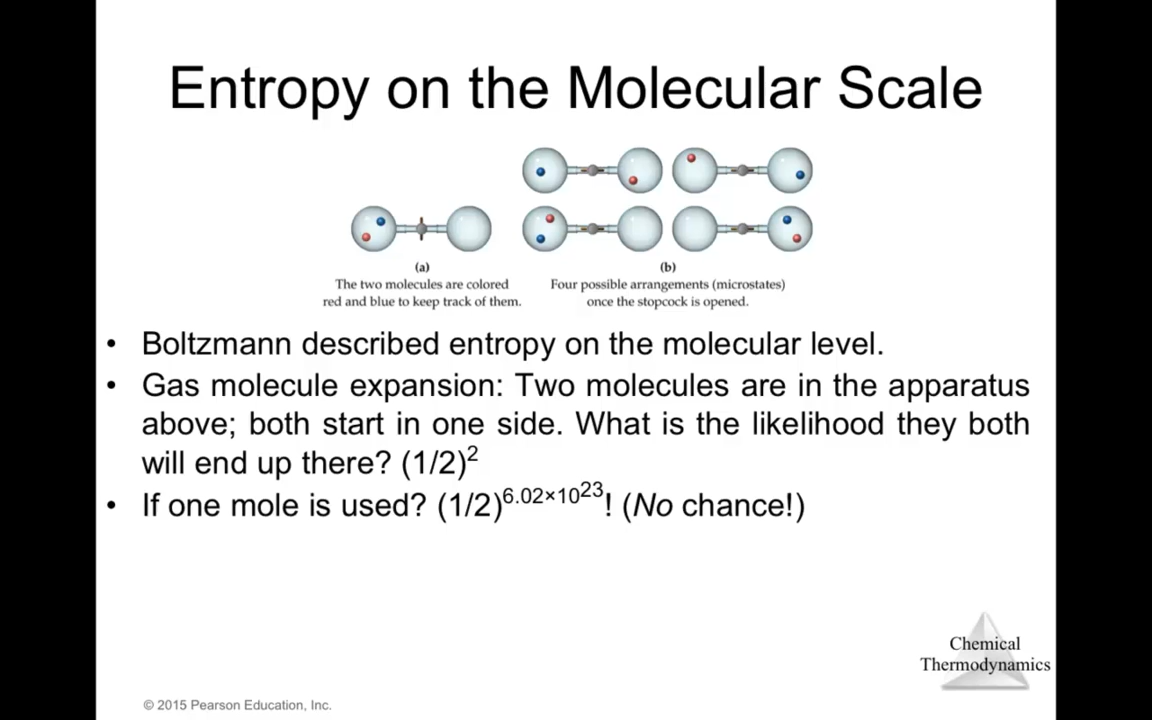 Entropy on the Molecular Scale
(a)
The two molecules are colored
red and blue to keep track of them.
(b)
Four possible arrangements (microstates)
once the stopcock is opened.
• Boltzmann described entropy on the molecular level.
• Gas molecule expansion: Two molecules are in the apparatus
above; both start in one side. What is the likelihood they both
will end up there? (1/2)²
• If one mole is used? (1/2)⁶·⁰²ˣ¹⁰²³! (No chance!)
Chemical
Thermodynamics
© 2015 Pearson Education, Inc.